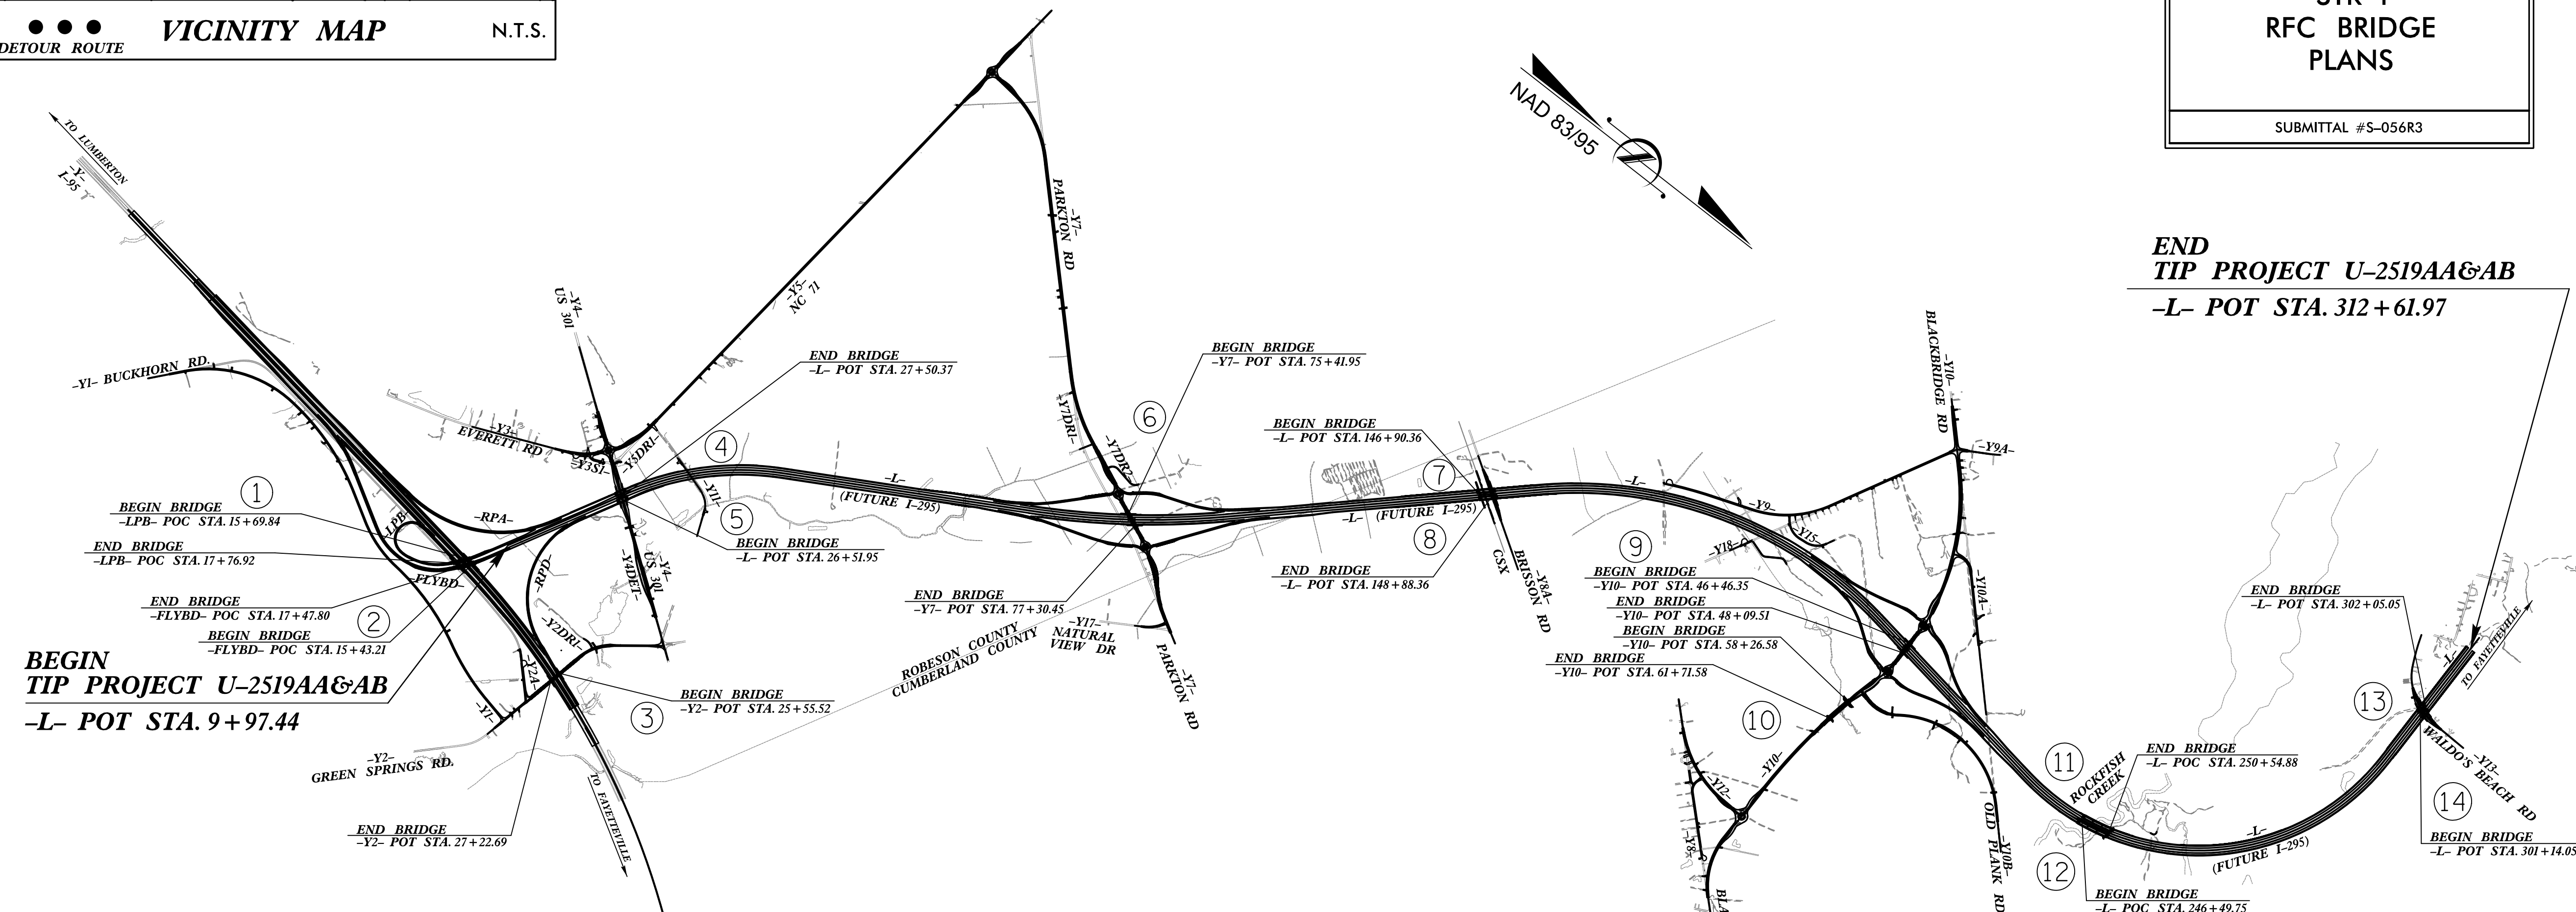 DETOUR ROUTE
VICINITY MAP
N.T.S.
RFC BRIDGE
PLANS
SUBMITTAL #S-056R3
NAD 83/95
END
TIP PROJECT U-2519AA&AB
-L- POT STA. 312+61.97
TO LUMBERTON
-Y-
I-95
-Y1- BUCKHORN RD.
-Y4-
US 301
-Y5-
NC 71
-Y7-
PARKTON RD
END BRIDGE
-L- POT STA. 27+50.37
BEGIN BRIDGE
-Y7- POT STA. 75+41.95
6
-Y7DR1-
-Y7DR2-
-Y3-
EVERETT RD
-Y3S1-
-Y5DR1-
4
-Y11-
5
-L-
(FUTURE I-295)
BEGIN BRIDGE
-L- POT STA. 146+90.36
7
8
-L- (FUTURE I-295)
END BRIDGE
-L- POT STA. 148+88.36
CSX
-Y8A-
BRISSON RD
-L-
-Y10-
BLACKBRIDGE RD
-Y9A-
-Y9-
-Y15-
-Y18-
-Y10A-
1
BEGIN BRIDGE
-LPB- POC STA. 15+69.84
END BRIDGE
-LPB- POC STA. 17+76.92
-LPB-
-RPA-
-FLYBD-
-RPD-
END BRIDGE
-FLYBD- POC STA. 17+47.80
2
BEGIN BRIDGE
-FLYBD- POC STA. 15+43.21
BEGIN
TIP PROJECT U-2519AA&AB
-L- POT STA. 9+97.44
BEGIN BRIDGE
-L- POT STA. 26+51.95
-Y4-
US 301
-Y4DET-
-Y2DR1-
-Y2A-
-Y1-
BEGIN BRIDGE
-Y2- POT STA. 25+55.52
3
-Y2-
GREEN SPRINGS RD.
END BRIDGE
-Y2- POT STA. 27+22.69
TO FAYETTEVILLE
END BRIDGE
-Y7- POT STA. 77+30.45
ROBESON COUNTY
CUMBERLAND COUNTY
-Y17-
NATURAL
VIEW DR
-Y7-
PARKTON RD
9
BEGIN BRIDGE
-Y10- POT STA. 46+46.35
END BRIDGE
-Y10- POT STA. 48+09.51
BEGIN BRIDGE
-Y10- POT STA. 58+26.58
END BRIDGE
-Y10- POT STA. 61+71.58
10
-Y10-
-Y12-
-Y8-
-Y10B-
OLD PLANK RD
11
ROCKFISH
CREEK
END BRIDGE
-L- POC STA. 250+54.88
12
BEGIN BRIDGE
-L- POC STA. 246+49.75
-L-
(FUTURE I-295)
END BRIDGE
-L- POT STA. 302+05.05
13
-L-
TO FAYETTEVILLE
-Y13-
WALDO'S BEACH RD
14
BEGIN BRIDGE
-L- POT STA. 301+14.05